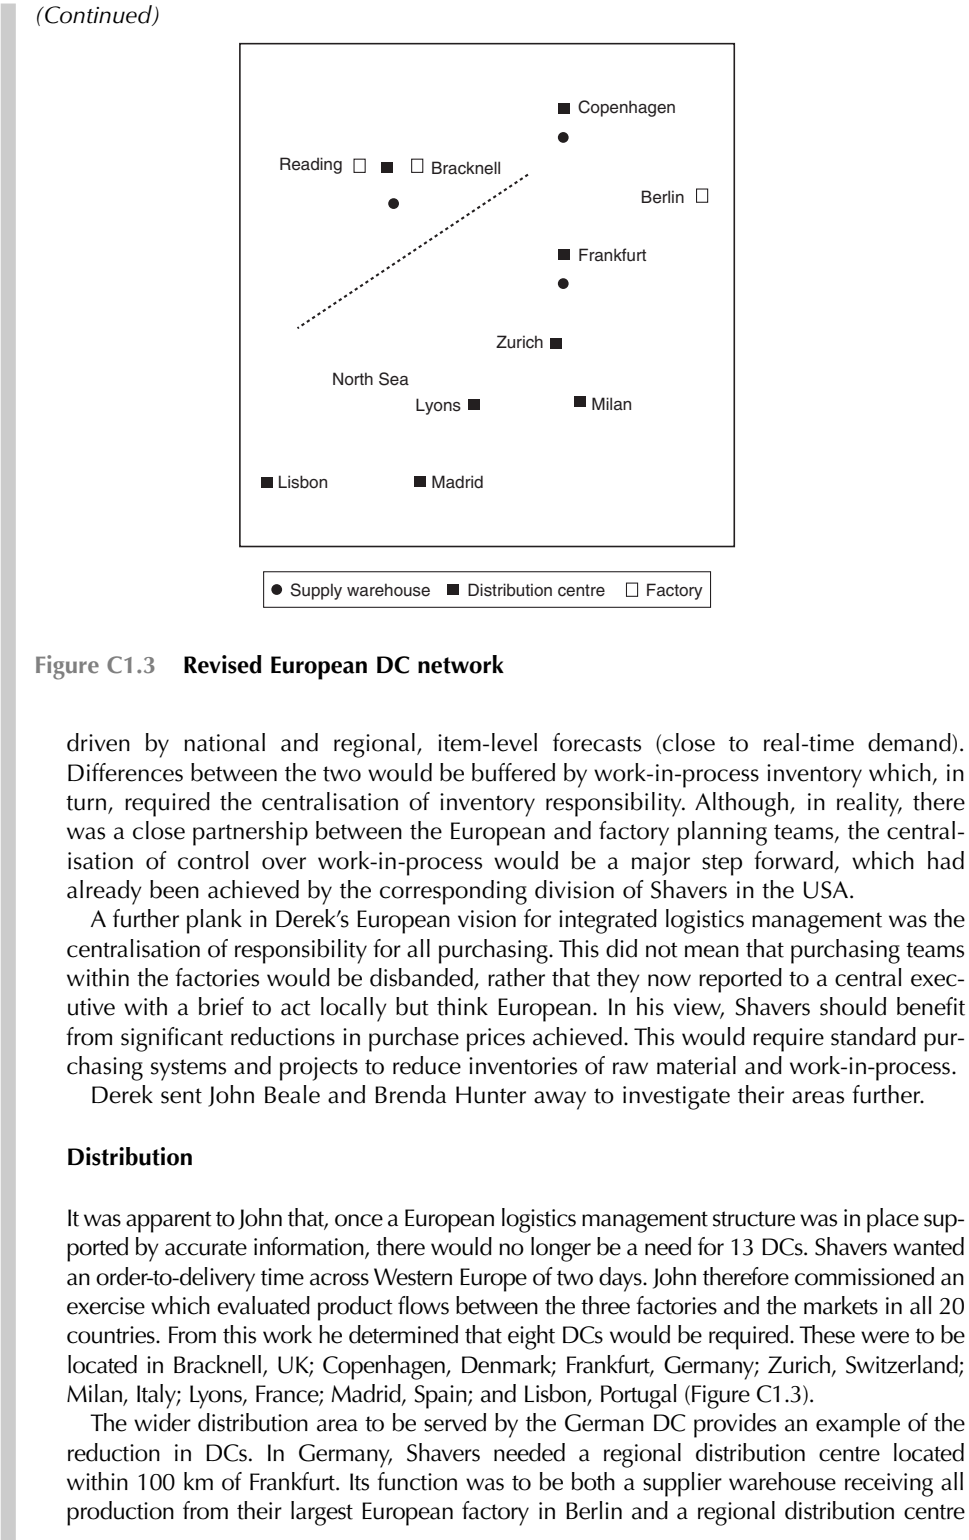 (Continued)
Copenhagen
Reading
Bracknell
Berlin
Frankfurt
Zurich
North Sea
Lyons
Milan
Lisbon
Madrid
Supply warehouse
Distribution centre
Factory
Figure C1.3 Revised European DC network
driven by national and regional, item-level forecasts (close to real-time demand).
Differences between the two would be buffered by work-in-process inventory which, in
turn, required the centralisation of inventory responsibility. Although, in reality, there
was a close partnership between the European and factory planning teams, the central-
isation of control over work-in-process would be a major step forward, which had
already been achieved by the corresponding division of Shavers in the USA.
A further plank in Derek's European vision for integrated logistics management was the
centralisation of responsibility for all purchasing. This did not mean that purchasing teams
within the factories would be disbanded, rather that they now reported to a central exec-
utive with a brief to act locally but think European. In his view, Shavers should benefit
from significant reductions in purchase prices achieved. This would require standard pur-
chasing systems and projects to reduce inventories of raw material and work-in-process.
Derek sent John Beale and Brenda Hunter away to investigate their areas further.
Distribution
It was apparent to John that, once a European logistics management structure was in place sup-
ported by accurate information, there would no longer be a need for 13 DCs. Shavers wanted
an order-to-delivery time across Western Europe of two days. John therefore commissioned an
exercise which evaluated product flows between the three factories and the markets in all 20
countries. From this work he determined that eight DCs would be required. These were to be
located in Bracknell, UK; Copenhagen, Denmark; Frankfurt, Germany; Zurich, Switzerland;
Milan, Italy; Lyons, France; Madrid, Spain; and Lisbon, Portugal (Figure C1.3).
The wider distribution area to be served by the German DC provides an example of the
reduction in DCs. In Germany, Shavers needed a regional distribution centre located
within 100 km of Frankfurt. Its function was to be both a supplier warehouse receiving all
production from their largest European factory in Berlin and a regional distribution centre